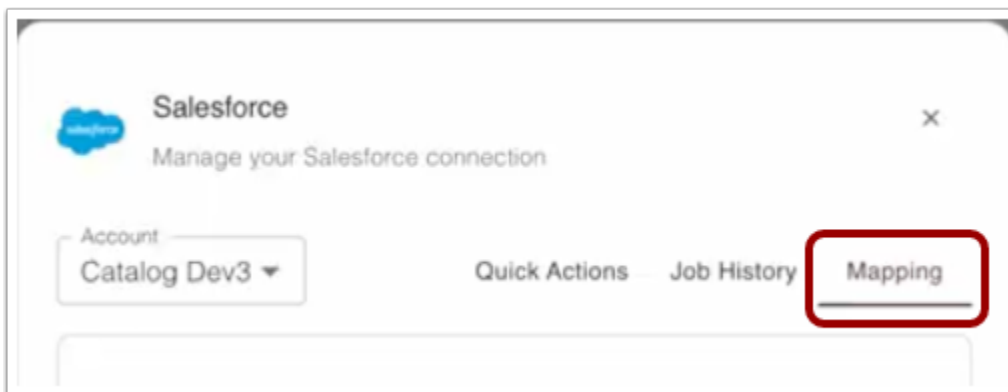 Salesforce
salesforce
Manage your Salesforce connection
Account
Catalog Dev3
Quick Actions Job History Mapping